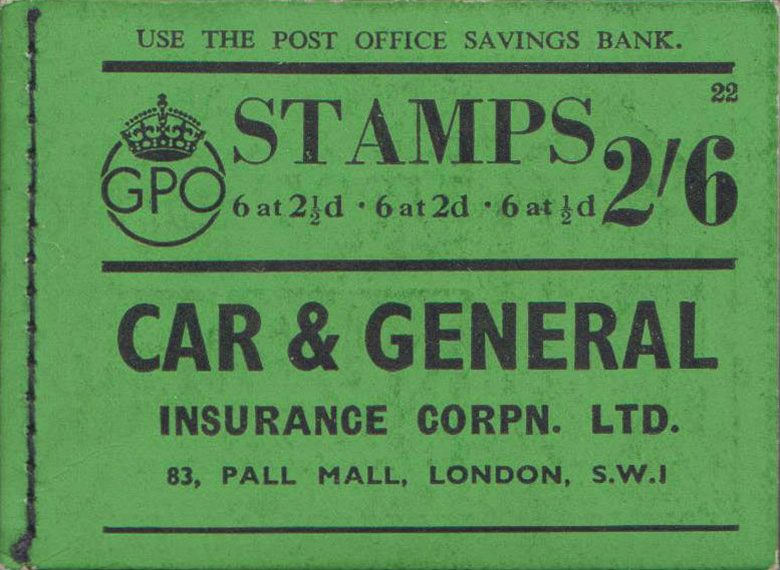 USE THE POST OFFICE SAVINGS BANK.
22
STAMPS
GPO
2/6
6 at 2½d · 6 at 2d · 6 at ½d
CAR & GENERAL
INSURANCE CORPN. LTD.
83, PALL MALL, LONDON, S.W.1